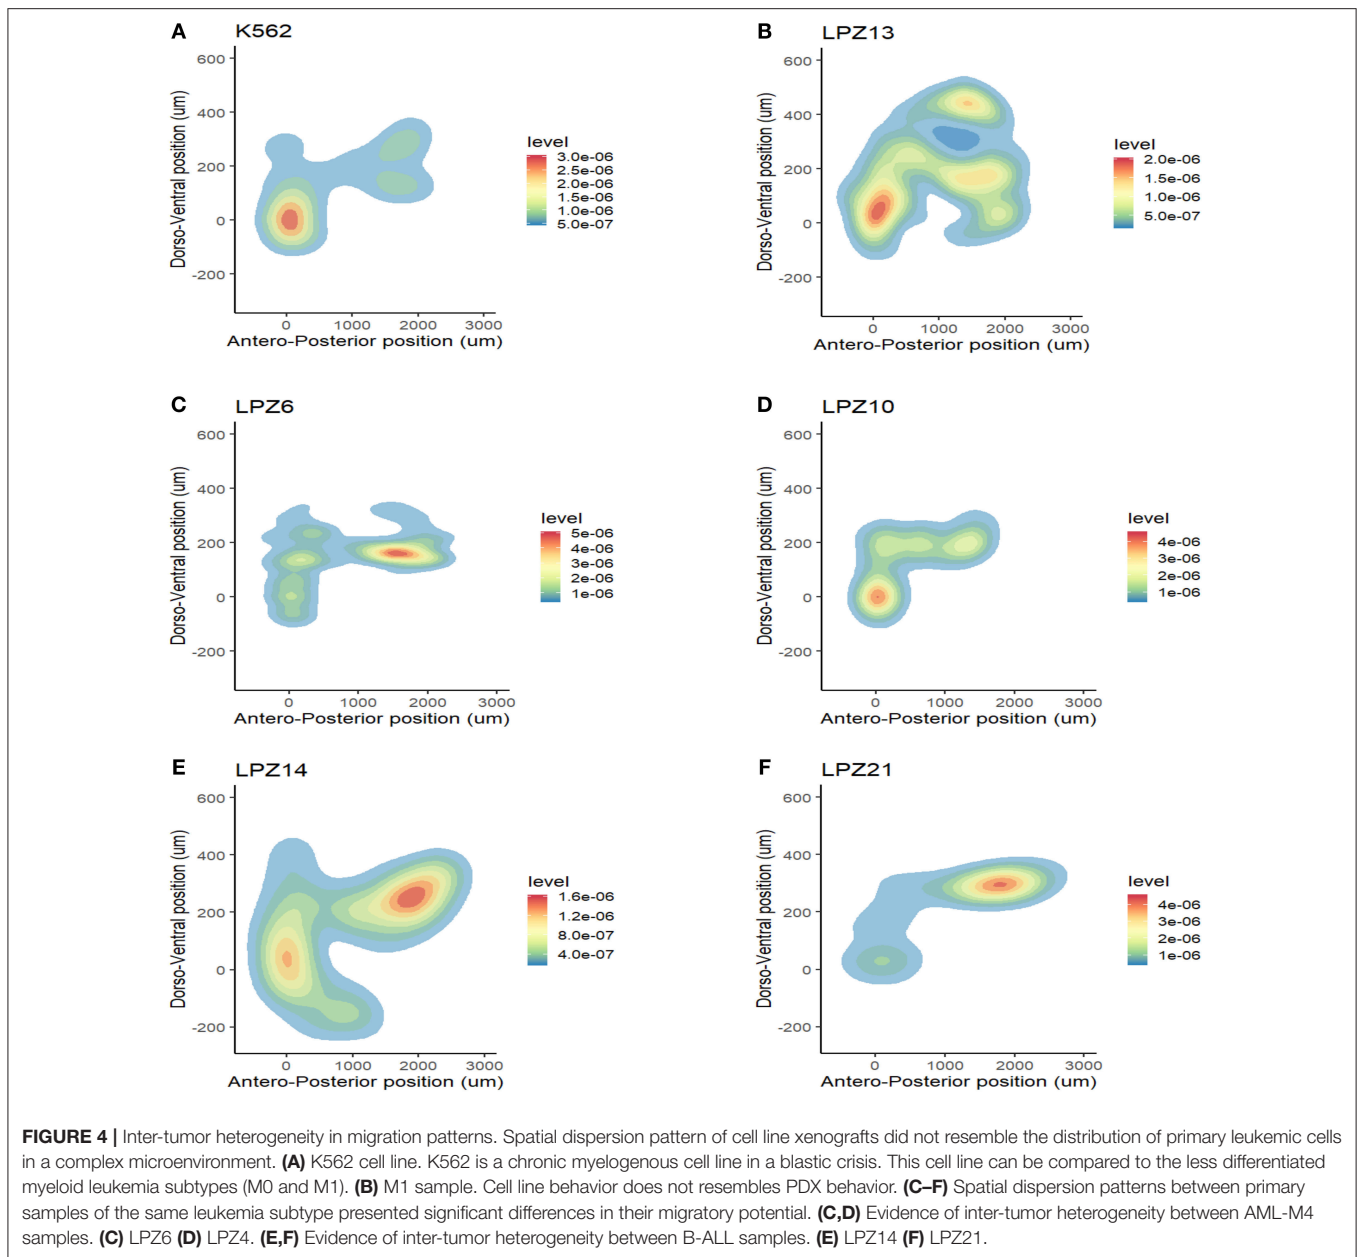 A
K562
600
400
200
0
-200
Dorso-Ventral position (um)
0 1000 2000 3000
Antero-Posterior position (um)
level
3.0e-06
2.5e-06
2.0e-06
1.5e-06
1.0e-06
5.0e-07
B
LPZ13
600
400
200
0
-200
Dorso-Ventral position (um)
0 1000 2000 3000
Antero-Posterior position (um)
level
2.0e-06
1.5e-06
1.0e-06
5.0e-07
C
LPZ6
600
400
200
0
-200
Dorso-Ventral position (um)
0 1000 2000 3000
Antero-Posterior position (um)
level
5e-06
4e-06
3e-06
2e-06
1e-06
D
LPZ10
600
400
200
0
-200
Dorso-Ventral position (um)
0 1000 2000 3000
Antero-Posterior position (um)
level
4e-06
3e-06
2e-06
1e-06
E
LPZ14
600
400
200
0
-200
Dorso-Ventral position (um)
0 1000 2000 3000
Antero-Posterior position (um)
level
1.6e-06
1.2e-06
8.0e-07
4.0e-07
F
LPZ21
600
400
200
0
-200
Dorso-Ventral position (um)
0 1000 2000 3000
Antero-Posterior position (um)
level
4e-06
3e-06
2e-06
1e-06
FIGURE 4 | Inter-tumor heterogeneity in migration patterns. Spatial dispersion pattern of cell line xenografts did not resemble the distribution of primary leukemic cells
in a complex microenvironment. (A) K562 cell line. K562 is a chronic myelogenous cell line in a blastic crisis. This cell line can be compared to the less differentiated
myeloid leukemia subtypes (M0 and M1). (B) M1 sample. Cell line behavior does not resembles PDX behavior. (C–F) Spatial dispersion patterns between primary
samples of the same leukemia subtype presented significant differences in their migratory potential. (C,D) Evidence of inter-tumor heterogeneity between AML-M4
samples. (C) LPZ6 (D) LPZ4. (E,F) Evidence of inter-tumor heterogeneity between B-ALL samples. (E) LPZ14 (F) LPZ21.